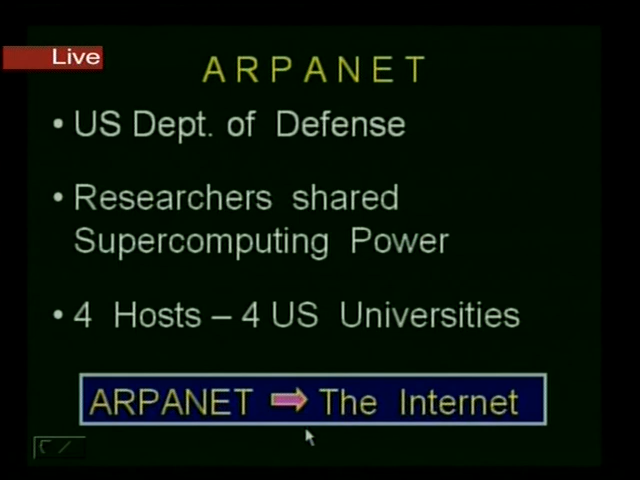 Live
ARPANET
• US Dept. of Defense
• Researchers shared
Supercomputing Power
• 4 Hosts – 4 US Universities
ARPANET ➡ The Internet